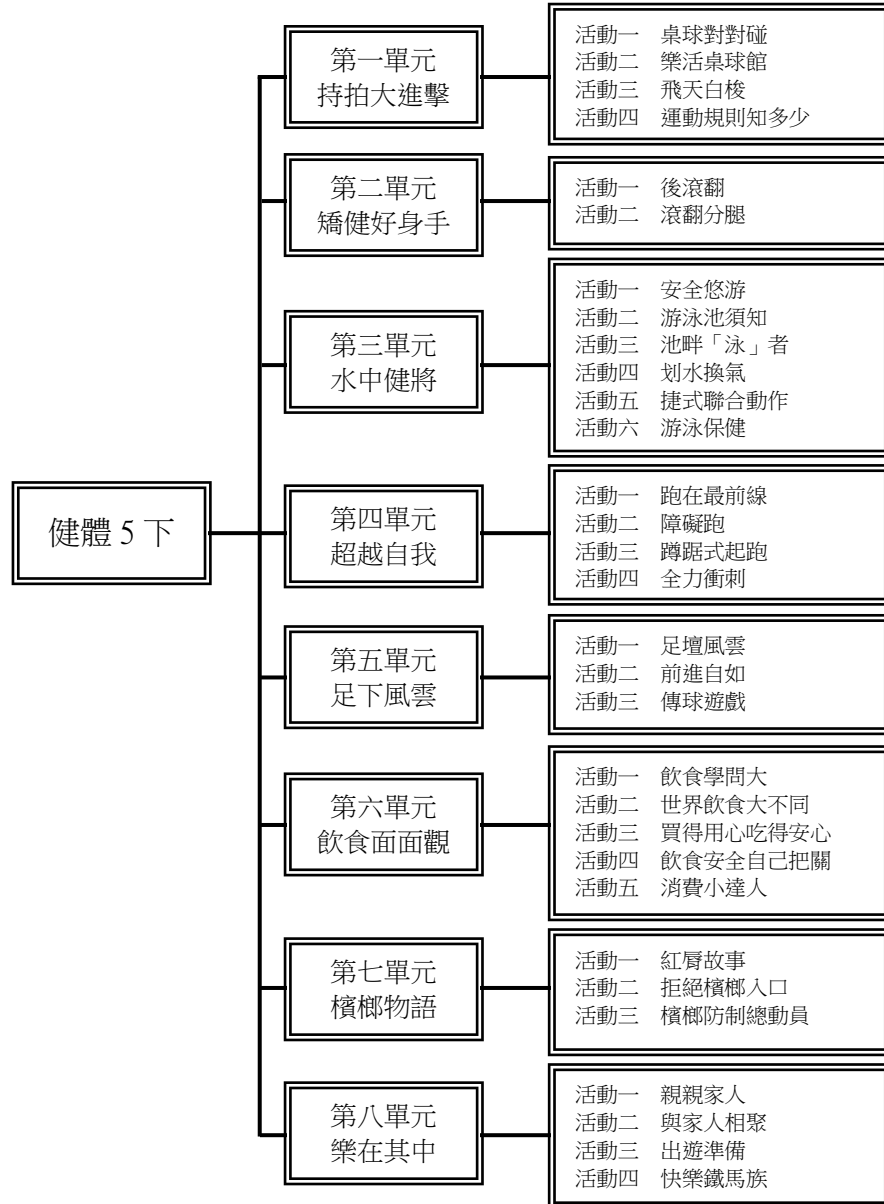 健體 5 下
第一單元
持拍大進擊
活動一 桌球對對碰
活動二 樂活桌球館
活動三 飛天白梭
活動四 運動規則知多少
第二單元
矯健好身手
活動一 後滾翻
活動二 滾翻分腿
第三單元
水中健將
活動一 安全悠游
活動二 游泳池須知
活動三 池畔「泳」者
活動四 划水換氣
活動五 捷式聯合動作
活動六 游泳保健
第四單元
超越自我
活動一 跑在最前線
活動二 障礙跑
活動三 蹲踞式起跑
活動四 全力衝刺
第五單元
足下風雲
活動一 足壇風雲
活動二 前進自如
活動三 傳球遊戲
第六單元
飲食面面觀
活動一 飲食學問大
活動二 世界飲食大不同
活動三 買得用心吃得安心
活動四 飲食安全自己把關
活動五 消費小達人
第七單元
檳榔物語
活動一 紅脣故事
活動二 拒絕檳榔入口
活動三 檳榔防制總動員
第八單元
樂在其中
活動一 親親家人
活動二 與家人相聚
活動三 出遊準備
活動四 快樂鐵馬族